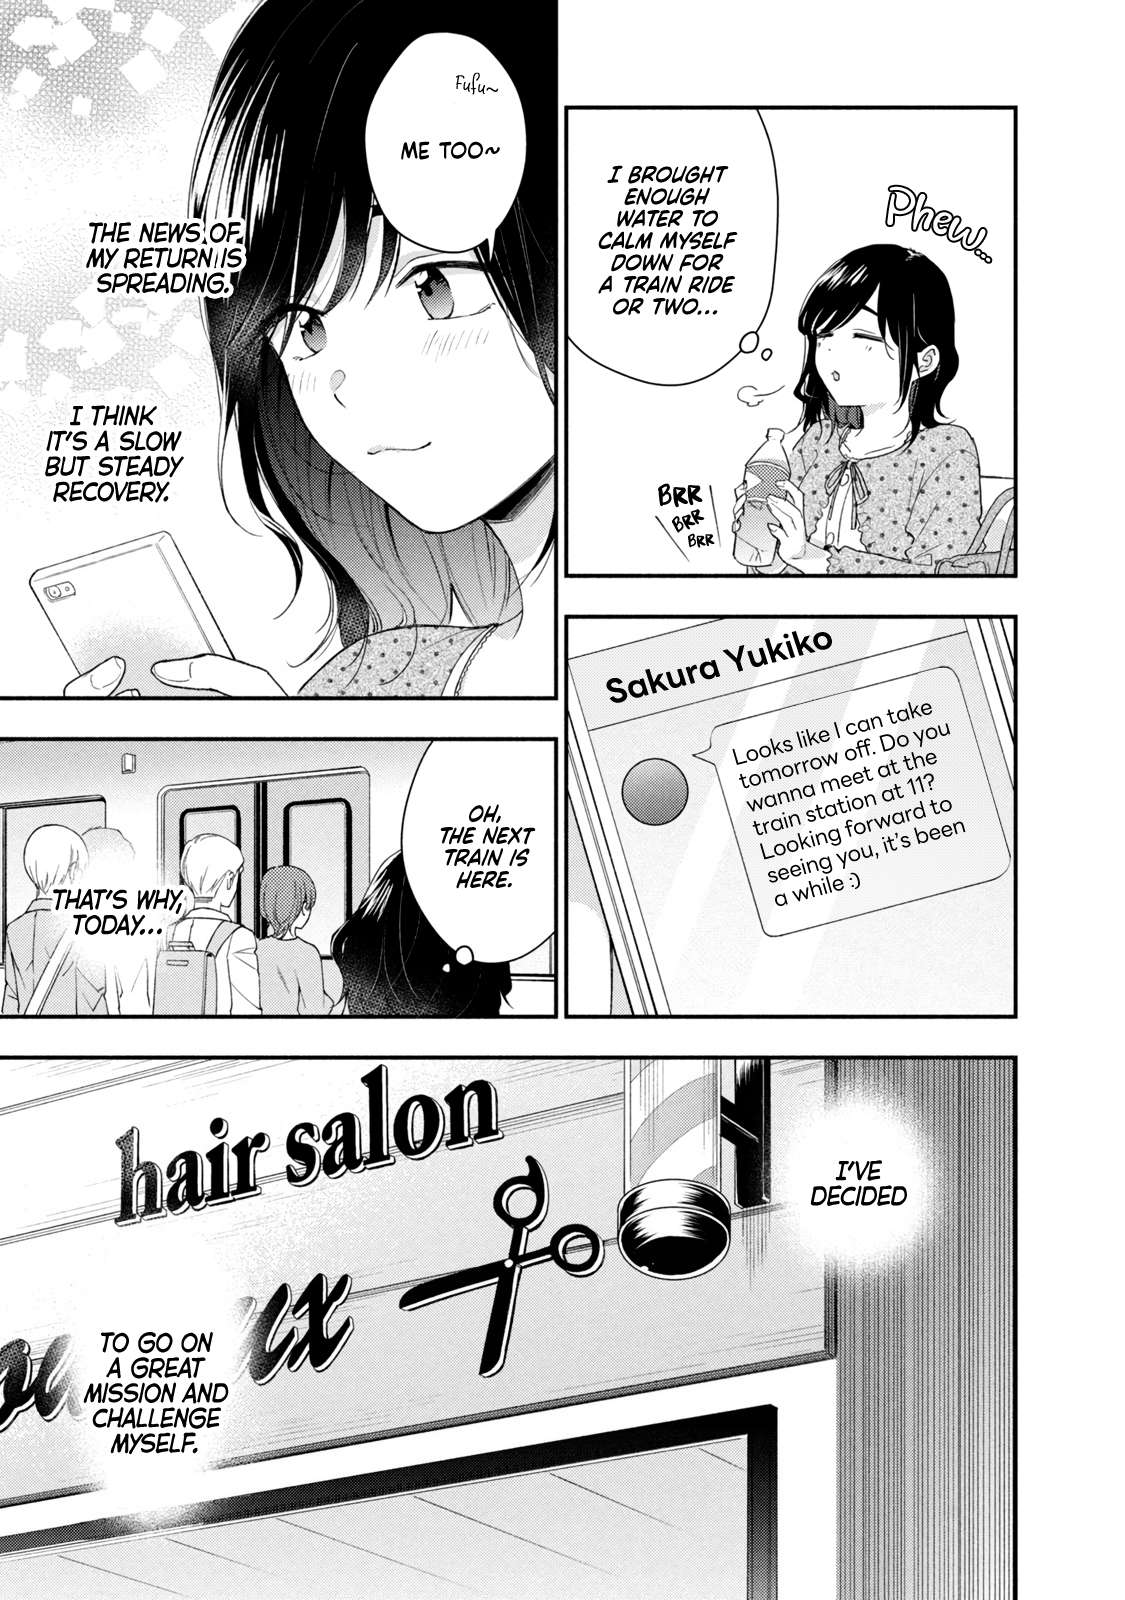 I BROUGHT
ENOUGH
WATER TO
CALM MYSELF
DOWN FOR
A TRAIN RIDE
OR TWO...
Phew...
BRR
BRR
BRR
Sakura Yukiko
Looks like I can take
tomorrow off. Do you
wanna meet at the
train station at 11?
Looking forward to
seeing you, it's been
a while :)
Fufu~
ME TOO~
THE NEWS OF
MY RETURN IS
SPREADING.
I THINK
IT'S A SLOW
BUT STEADY
RECOVERY.
OH,
THE NEXT
TRAIN IS
HERE.
THAT'S WHY,
TODAY...
hair salon
I'VE
DECIDED
TO GO ON
A GREAT
MISSION AND
CHALLENGE
MYSELF.